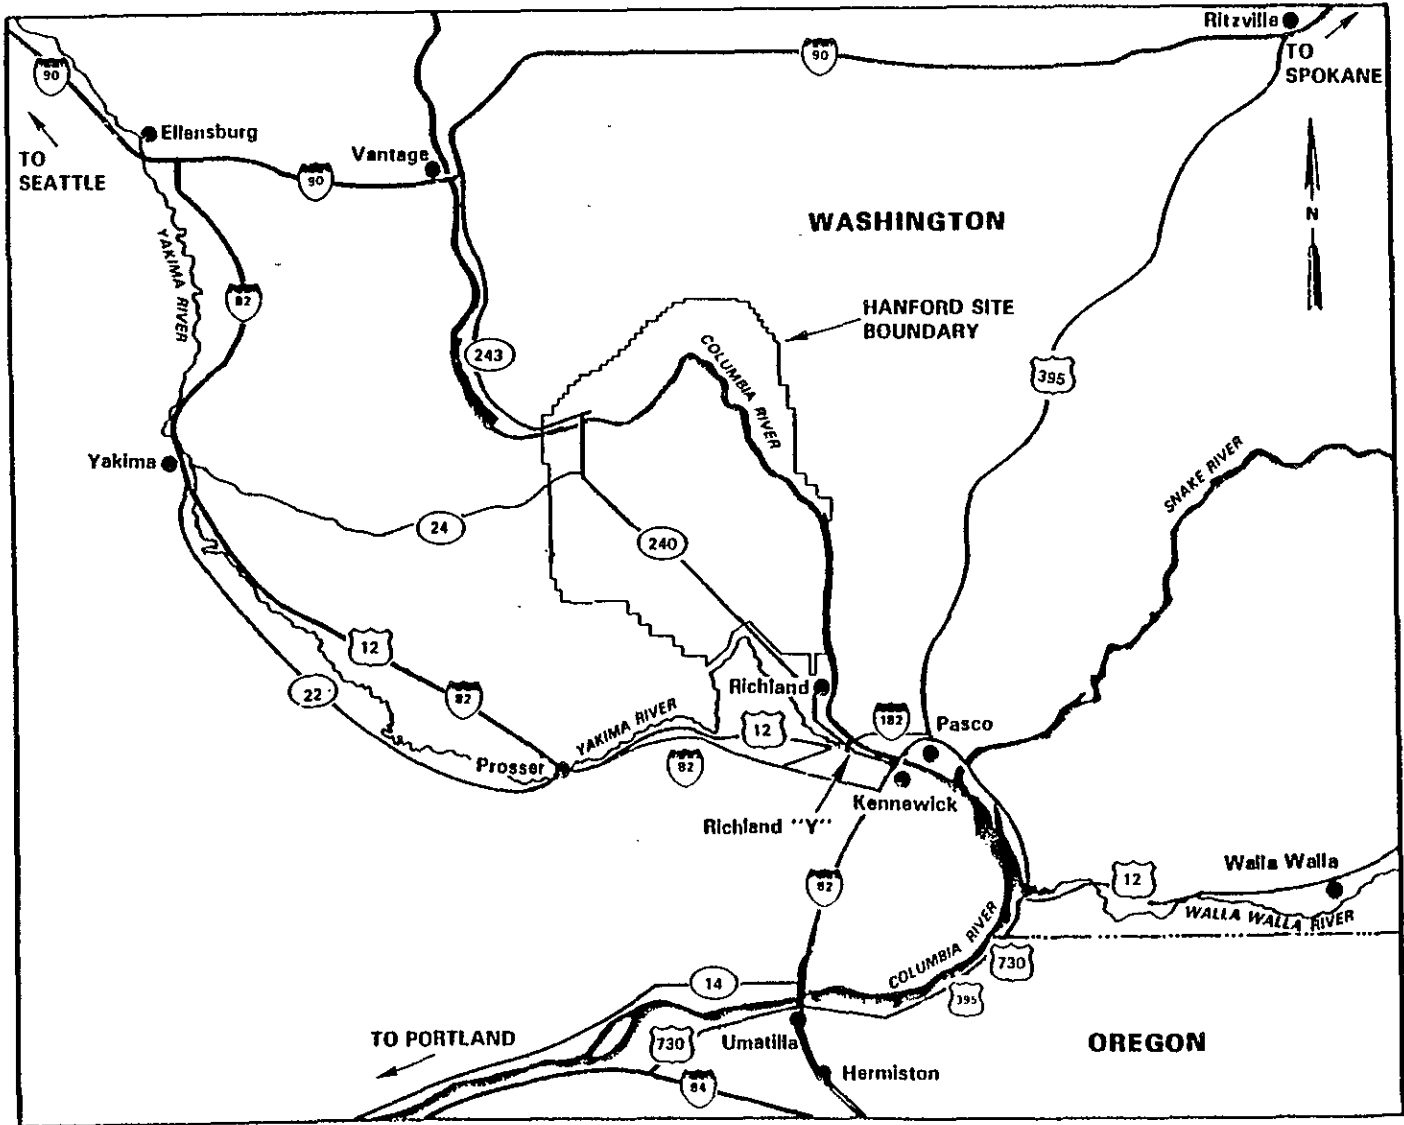 Ritzville
TO
SPOKANE
90
90
Ellensburg
TO
SEATTLE
Vantage
90
N
WASHINGTON
YAKIMA RIVER
82
HANFORD SITE
BOUNDARY
243
COLUMBIA RIVER
395
Yakima
SNAKE RIVER
24
240
12
22
82
Richland
YAKIMA RIVER
12
182
Pasco
Prosser
82
Kennewick
Richland "Y"
82
12
Walla Walla
WALLA WALLA RIVER
COLUMBIA RIVER
730
14
395
TO PORTLAND
730
Umatilla
OREGON
84
Hermiston